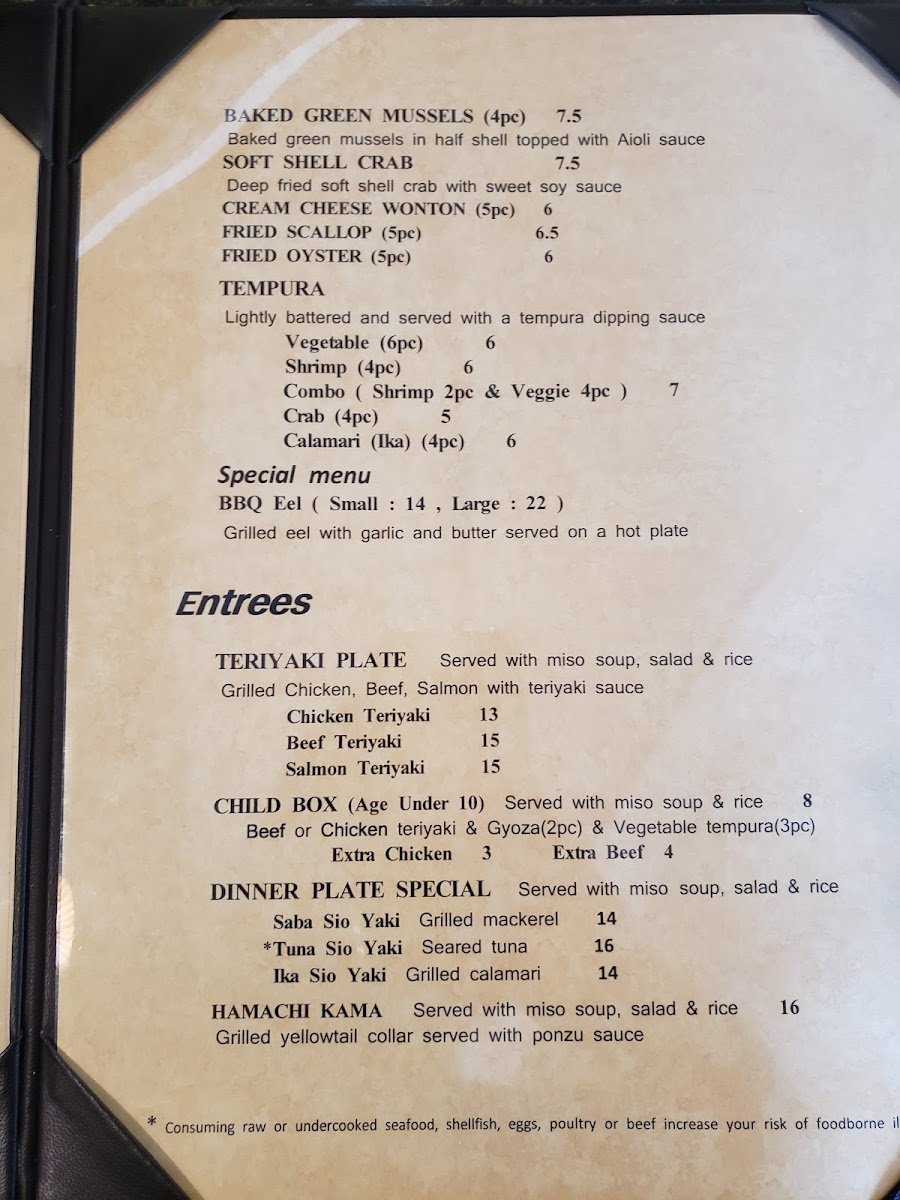 BAKED GREEN MUSSELS (4pc) 7.5
Baked green mussels in half shell topped with Aioli sauce
SOFT SHELL CRAB 7.5
Deep fried soft shell crab with sweet soy sauce
CREAM CHEESE WONTON (5pc) 6
FRIED SCALLOP (5pc) 6.5
FRIED OYSTER (5pc) 6
TEMPURA
Lightly battered and served with a tempura dipping sauce
Vegetable (6pc) 6
Shrimp (4pc) 6
Combo ( Shrimp 2pc & Veggie 4pc ) 7
Crab (4pc) 5
Calamari (Ika) (4pc) 6
Special menu
BBQ Eel ( Small : 14 , Large : 22 )
Grilled eel with garlic and butter served on a hot plate
Entrees
TERIYAKI PLATE Served with miso soup, salad & rice
Grilled Chicken, Beef, Salmon with teriyaki sauce
Chicken Teriyaki 13
Beef Teriyaki 15
Salmon Teriyaki 15
CHILD BOX (Age Under 10) Served with miso soup & rice 8
Beef or Chicken teriyaki & Gyoza(2pc) & Vegetable tempura(3pc)
Extra Chicken 3 Extra Beef 4
DINNER PLATE SPECIAL Served with miso soup, salad & rice
Saba Sio Yaki Grilled mackerel 14
*Tuna Sio Yaki Seared tuna 16
Ika Sio Yaki Grilled calamari 14
HAMACHI KAMA Served with miso soup, salad & rice 16
Grilled yellowtail collar served with ponzu sauce
* Consuming raw or undercooked seafood, shellfish, eggs, poultry or beef increase your risk of foodborne